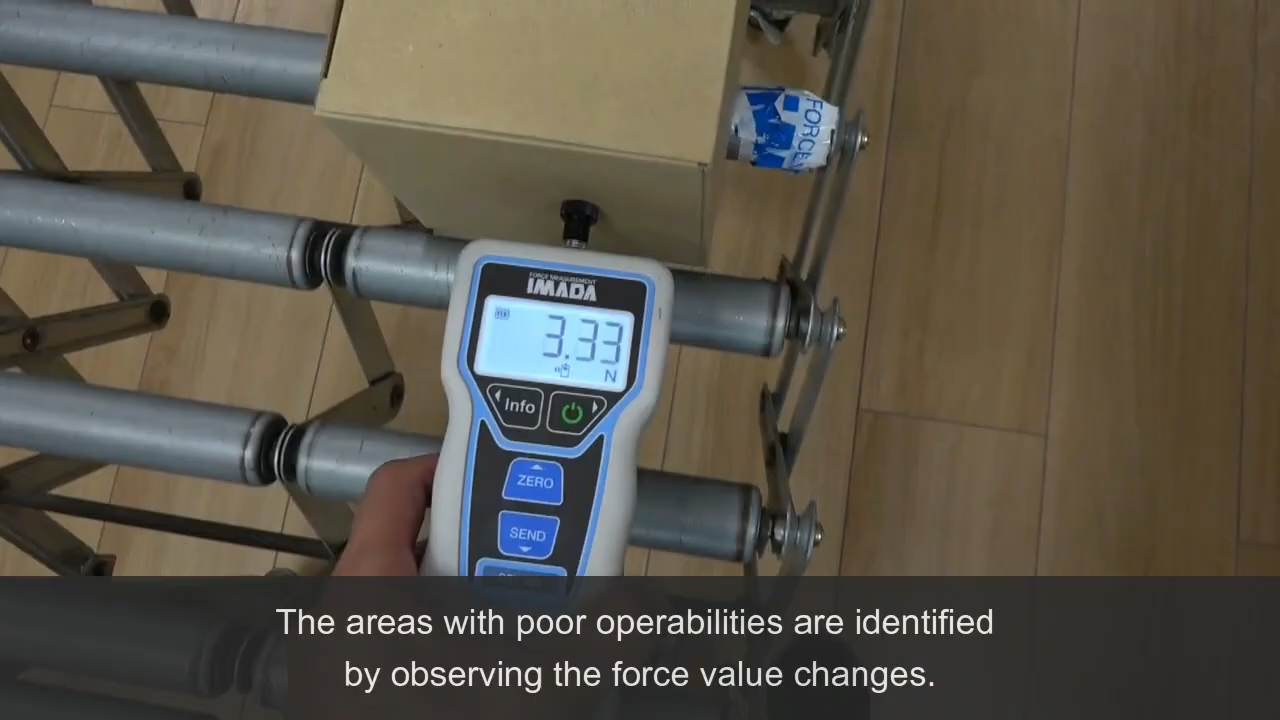 FORCE
FORCE MEASUREMENT
IMADA
3.33
N
Info
ZERO
SEND
The areas with poor operabilities are identified
by observing the force value changes.